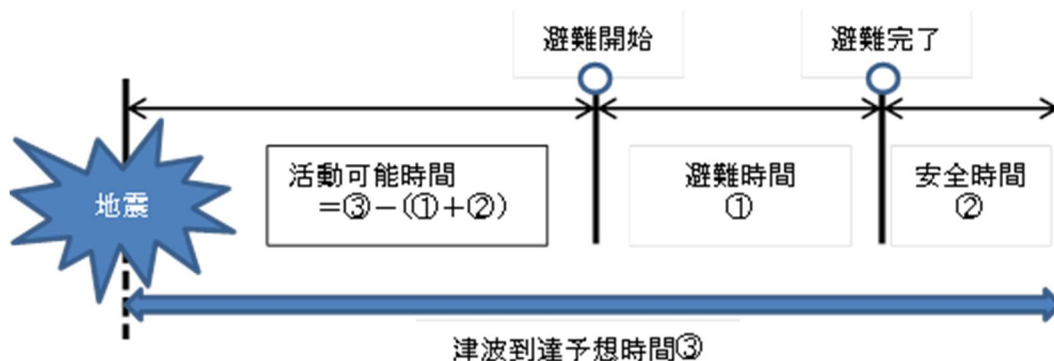 避難開始
避難完了
地震
活動可能時間
=③-(①+②)
避難時間
①
安全時間
②
津波到達予想時間③